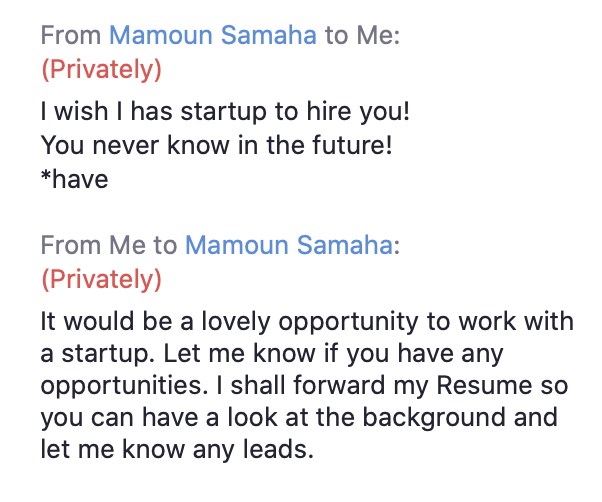 From Mamoun Samaha to Me:
(Privately)
I wish I has startup to hire you!
You never know in the future!
*have
From Me to Mamoun Samaha:
(Privately)
It would be a lovely opportunity to work with
a startup. Let me know if you have any
opportunities. I shall forward my Resume so
you can have a look at the background and
let me know any leads.